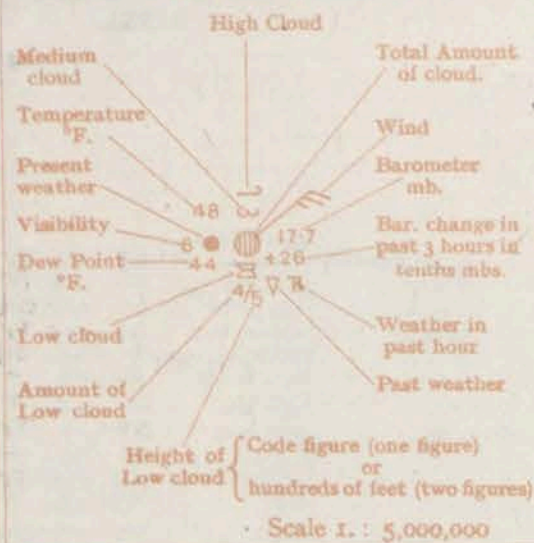 High Cloud
Medium
cloud
Total Amount
of cloud.
Temperature
°F.
Wind
Present
weather
Barometer
mb.
48
Visibility
6
17·7
Bar. change in
past 3 hours in
tenths mbs.
Dew Point
°F.
44
+26
4/5
Low cloud
Weather in
past hour
Amount of
Low cloud
Past weather
Height of
Low cloud
Code figure (one figure)
or
hundreds of feet (two figures)
Scale 1. : 5,000,000